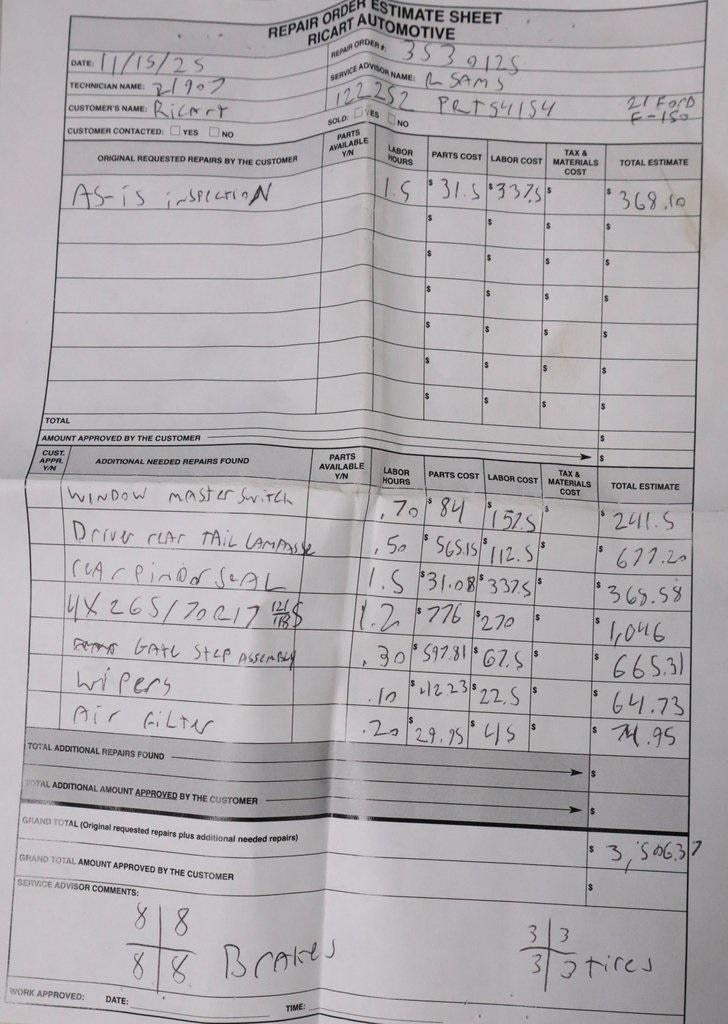 REPAIR ORDER ESTIMATE SHEET
RICART AUTOMOTIVE
DATE: 11/15/25 REPAIR ORDER #: 3530125
TECHNICIAN NAME: 21907 SERVICE ADVISOR NAME: R SAMS
CUSTOMER'S NAME: Ricart 122252 PRT54154 21 Ford F-150
CUSTOMER CONTACTED: YES NO SOLD: YES NO
ORIGINAL REQUESTED REPAIRS BY THE CUSTOMER PARTS AVAILABLE Y/N LABOR HOURS PARTS COST LABOR COST TAX & MATERIALS COST TOTAL ESTIMATE
AS-is inspection 1.5 $31.5 $337.5 $ $368.10
$ $ $ $
$ $ $ $
$ $ $ $
$ $ $ $
$ $ $ $
$ $ $ $
TOTAL $
AMOUNT APPROVED BY THE CUSTOMER $
CUST. APPR. Y/N ADDITIONAL NEEDED REPAIRS FOUND PARTS AVAILABLE Y/N LABOR HOURS PARTS COST LABOR COST TAX & MATERIALS COST TOTAL ESTIMATE
WINDOW MASTER SWITCH .70 $84 $157.5 $ $241.5
Driver rear TAIL LAMP ASSE .50 $565.15 $112.5 $ $677.20
rear pinion SEAL 1.5 $31.08 $337.5 $ $368.58
4X 265/70R17 121/118 S 1.2 $776 $270 $ $1,046
GATE STEP ASSEMBLY .30 $597.81 $67.5 $ $665.31
Wipers .10 $42.23 $22.5 $ $64.73
Air Filter .20 $29.95 $45 $ $74.95
TOTAL ADDITIONAL REPAIRS FOUND $
TOTAL ADDITIONAL AMOUNT APPROVED BY THE CUSTOMER $
GRAND TOTAL (Original requested repairs plus additional needed repairs) $3,506.37
GRAND TOTAL AMOUNT APPROVED BY THE CUSTOMER $
SERVICE ADVISOR COMMENTS:
8 8 3 3
8 8 Brakes 3 3 tires
WORK APPROVED: DATE: TIME: